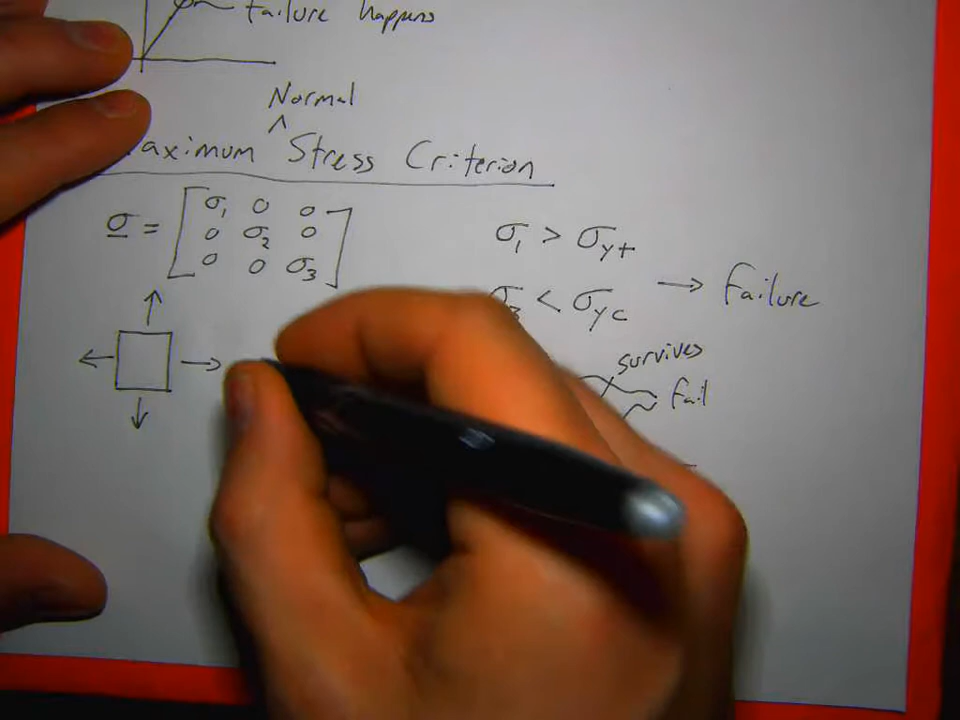 failure happens
Normal
^
aximum Stress Criterion
σ = [σ₁ 0 0
0 σ₂ 0
0 0 σ₃]
σ₁ > σyt
σ₃ < σyc
→ Failure
survives
fail